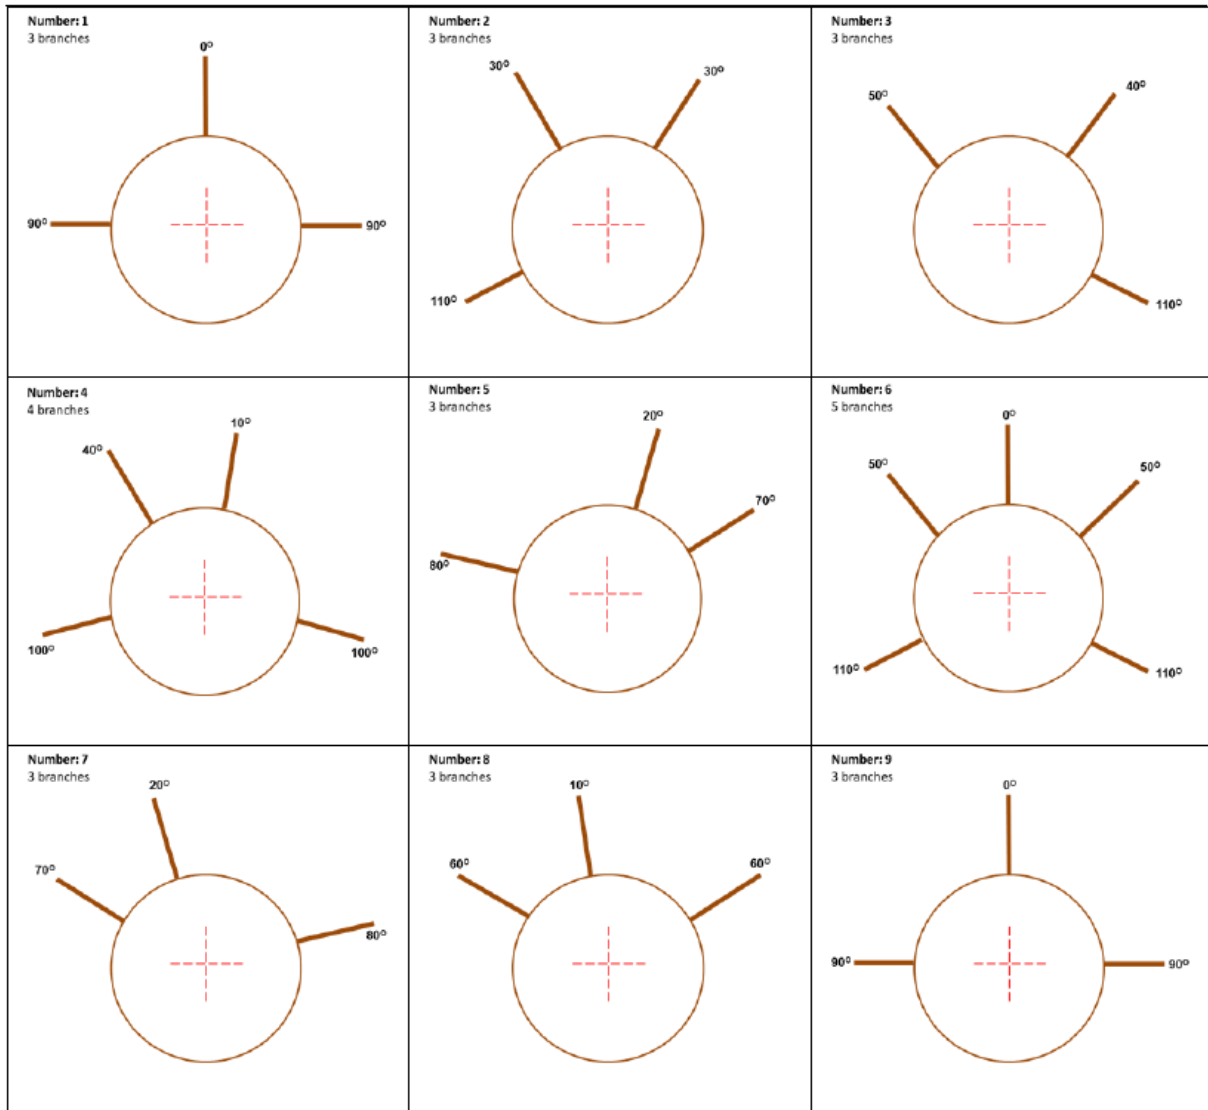 Number: 1
3 branches
0º
90º
90º
Number: 2
3 branches
30º
30º
110º
Number: 3
3 branches
50º
40º
110º
Number: 4
4 branches
40º
10º
100º
100º
Number: 5
3 branches
20º
70º
80º
Number: 6
5 branches
0º
50º
50º
110º
110º
Number: 7
3 branches
20º
70º
80º
Number: 8
3 branches
10º
60º
60º
Number: 9
3 branches
0º
90º
90º